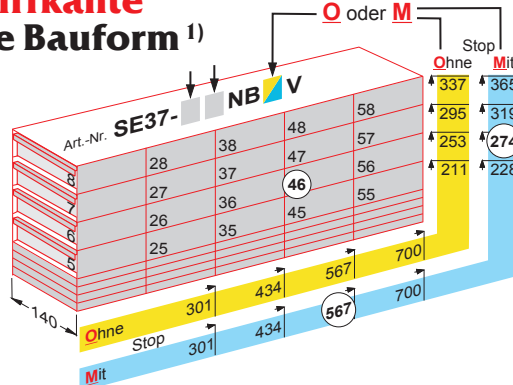 e Bauform 1)
O oder M
Stop
Ohne Mit
Art.-Nr. SE37- NB V
337 365
295 319
253 274
211 228
28 38 48 58
27 37 47 57
26 36 46 56
25 35 45 55
8
7
6
5
140
Ohne 301 434 567 700
Stop
Mit 301 434 567 700